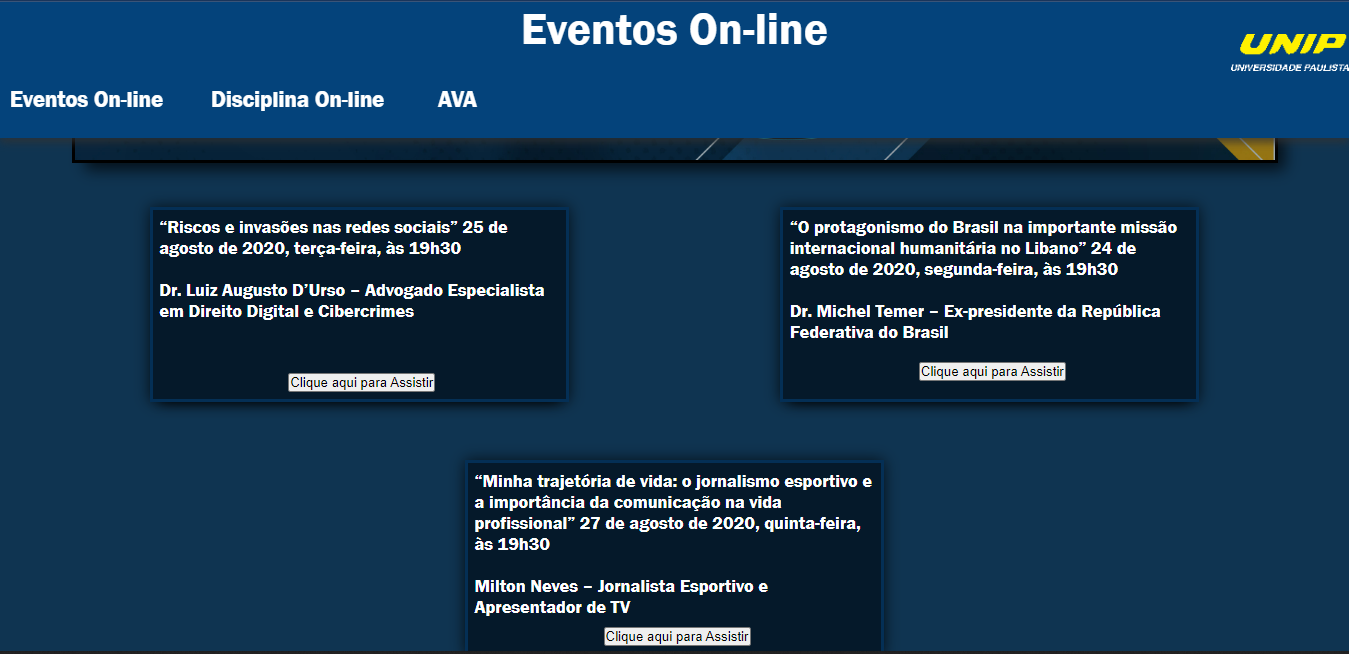 Eventos On-line
UNIP
UNIVERSIDADE PAULISTA
Eventos On-line
Disciplina On-line
AVA
“Riscos e invasões nas redes sociais” 25 de
agosto de 2020, terça-feira, às 19h30
Dr. Luiz Augusto D’Urso – Advogado Especialista
em Direito Digital e Cibercrimes
Clique aqui para Assistir
“O protagonismo do Brasil na importante missão
internacional humanitária no Libano” 24 de
agosto de 2020, segunda-feira, às 19h30
Dr. Michel Temer – Ex-presidente da República
Federativa do Brasil
Clique aqui para Assistir
“Minha trajetória de vida: o jornalismo esportivo e
a importância da comunicação na vida
profissional” 27 de agosto de 2020, quinta-feira,
às 19h30
Milton Neves – Jornalista Esportivo e
Apresentador de TV
Clique aqui para Assistir